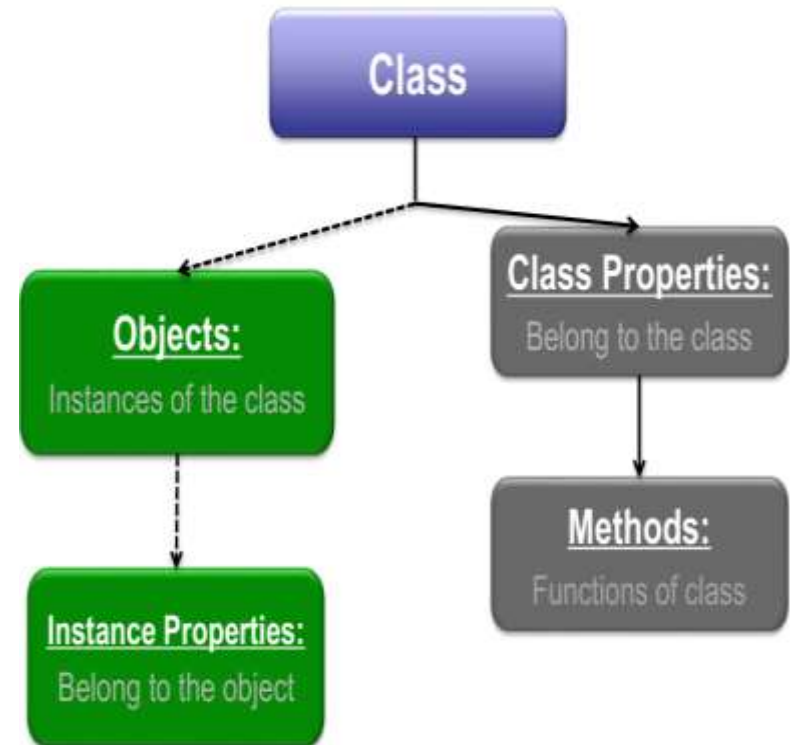 Class
Class Properties:
Belong to the class
Objects:
Instances of the class
Methods:
Functions of class
Instance Properties:
Belong to the object